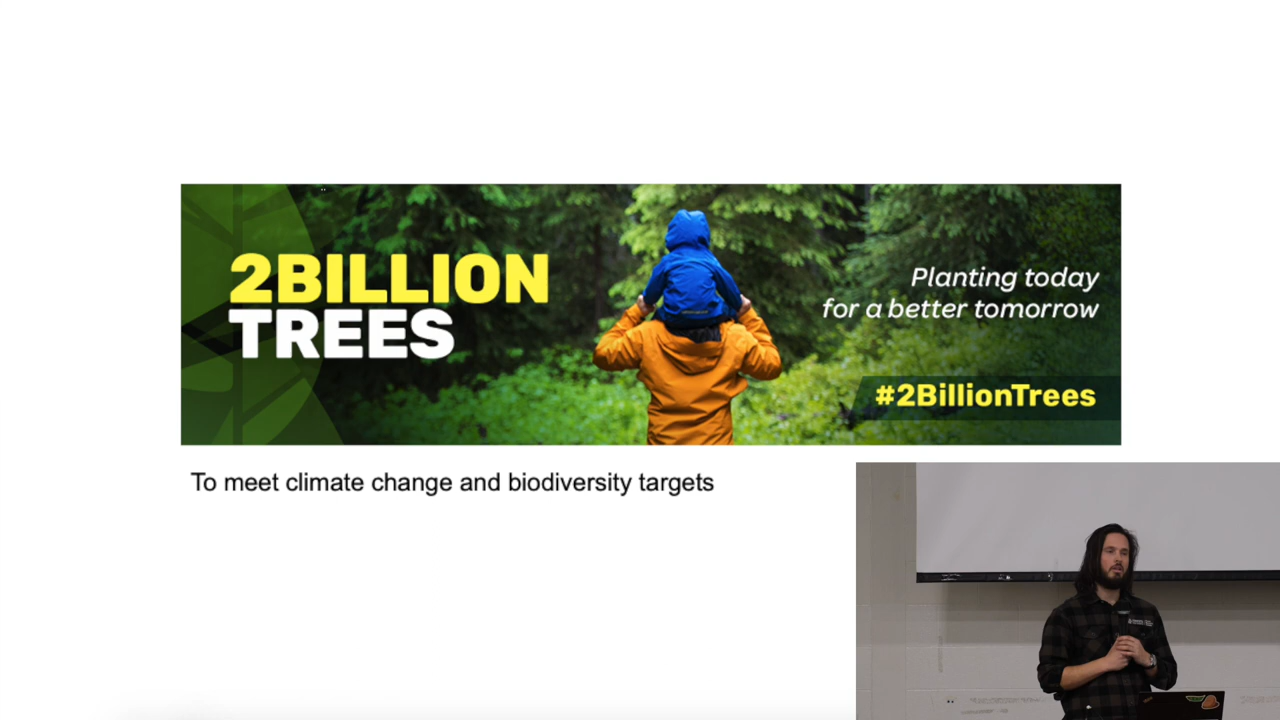 2BILLION
TREES
Planting today
for a better tomorrow
#2BillionTrees
To meet climate change and biodiversity targets